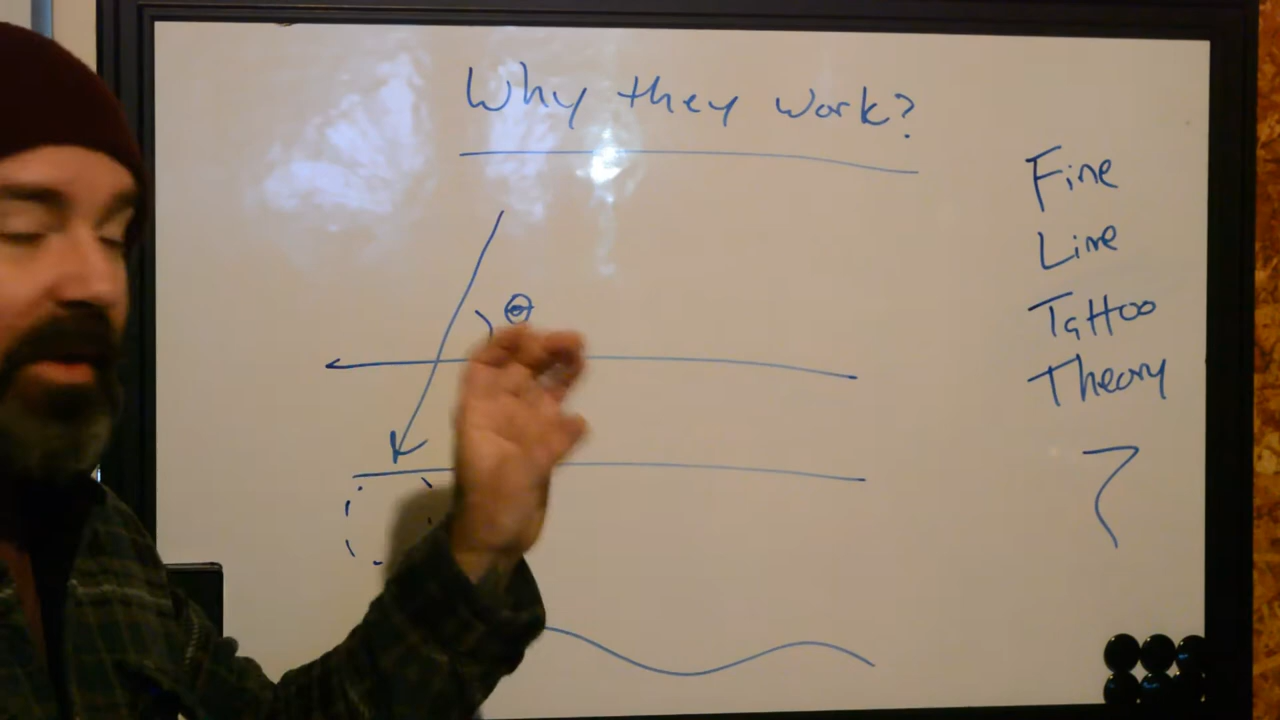 Why they work?
Fine
Line
Tattoo
Theory
?
θ